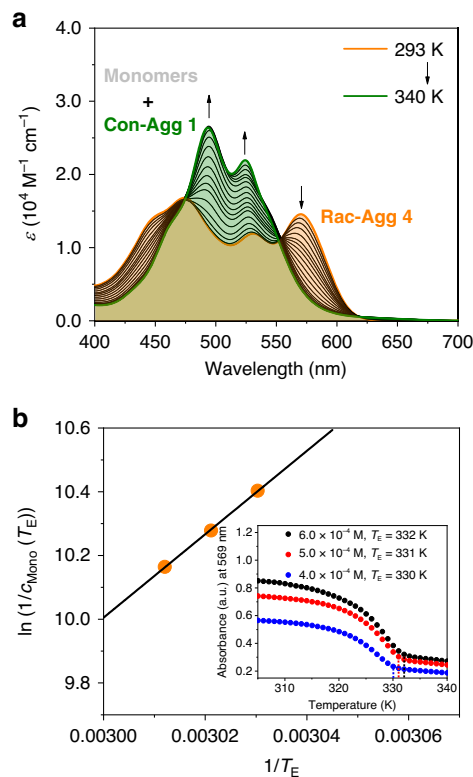 a
4.0
3.0
2.0
1.0
0.0
ε (10⁴ M⁻¹ cm⁻¹)
Monomers
+
Con-Agg 1
293 K
340 K
Rac-Agg 4
400 450 500 550 600 650 700
Wavelength (nm)
b
10.6
10.4
10.2
10.0
9.8
ln (1/c_Mono (T_E))
6.0 × 10⁻⁴ M, T_E = 332 K
5.0 × 10⁻⁴ M, T_E = 331 K
4.0 × 10⁻⁴ M, T_E = 330 K
1.2
1.0
0.8
0.6
0.4
0.2
Absorbance (a.u.) at 569 nm
310 320 330 340
Temperature (K)
0.00300 0.00302 0.00304 0.00306
1/T_E